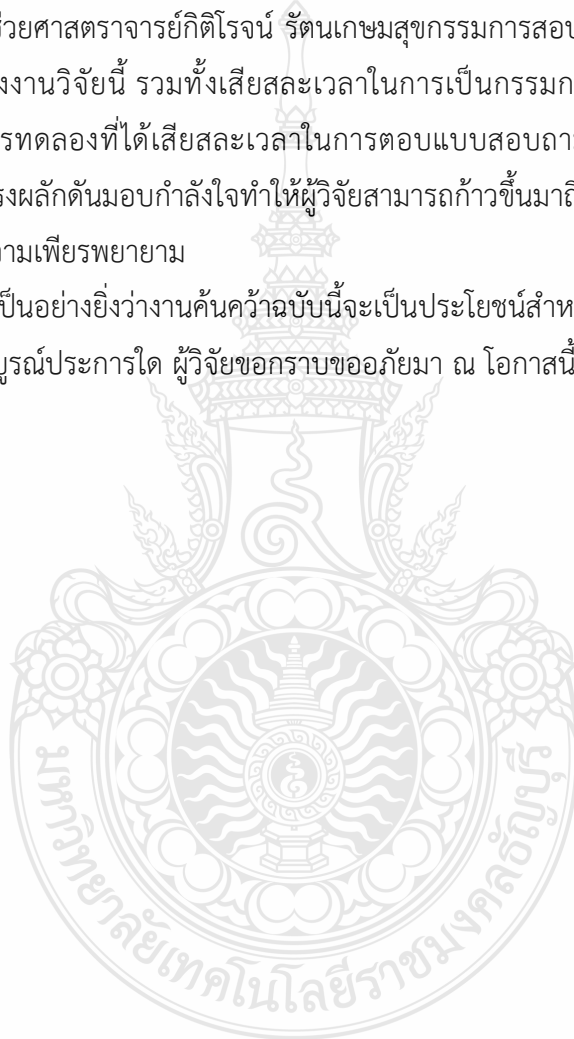 ช่วยศาสตราจารย์กิติโรจน์ รัตนเกษมสุขกรรมการสอบ
งงานวิจัยนี้ รวมทั้งเสียสละเวลาในการเป็นกรรมก
รทดลองที่ได้เสียสละเวลาในการตอบแบบสอบถา
รงผลักดันมอบกำลังใจทำให้ผู้วิจัยสามารถก้าวขึ้นมาถึ
วามเพียรพยายาม
เป็นอย่างยิ่งว่างานค้นคว้าฉบับนี้จะเป็นประโยชน์สำห
บูรณ์ประการใด ผู้วิจัยขอกราบขออภัยมา ณ โอกาสนี้
มหาวิทยาลัยเทคโนโลยีราชมงคลธัญบุรี